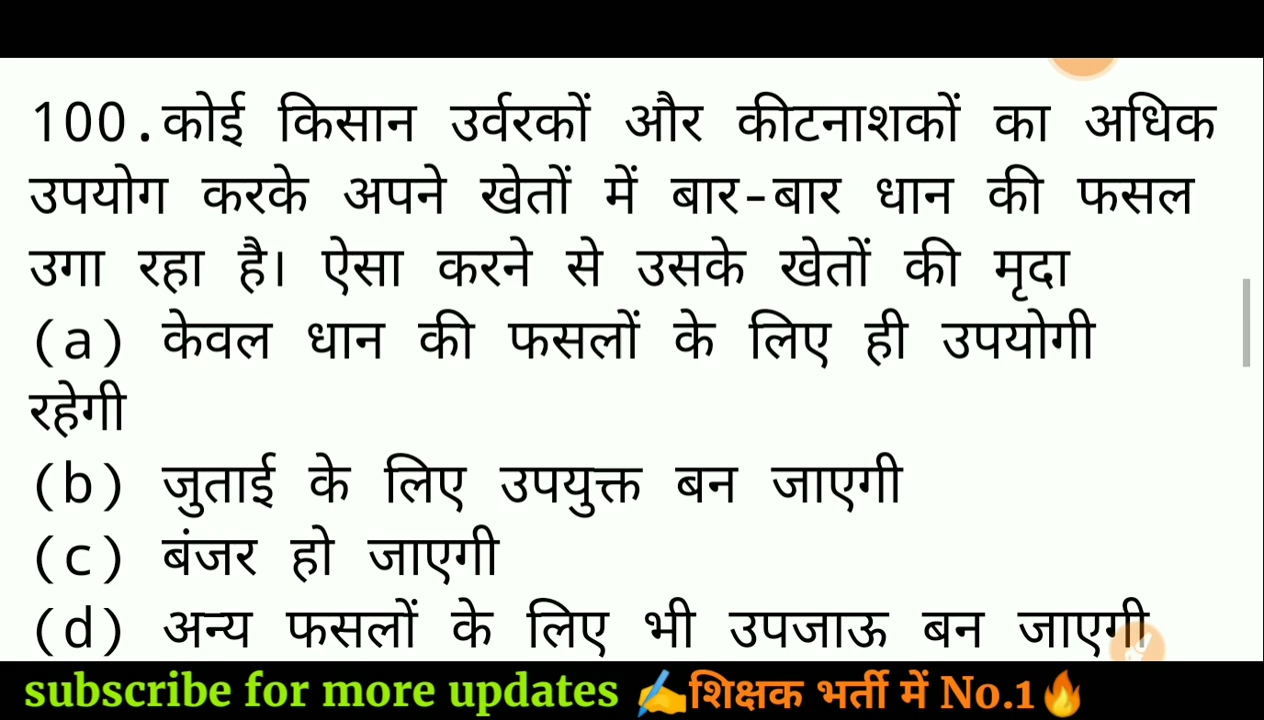 100.कोई किसान उर्वरकों और कीटनाशकों का अधिक
उपयोग करके अपने खेतों में बार-बार धान की फसल
उगा रहा है। ऐसा करने से उसके खेतों की मृदा
(a) केवल धान की फसलों के लिए ही उपयोगी
रहेगी
(b) जुताई के लिए उपयुक्त बन जाएगी
(c) बंजर हो जाएगी
(d) अन्य फसलों के लिए भी उपजाऊ बन जाएगी
subscribe for more updates ✍️शिक्षक भर्ती में No.1🔥